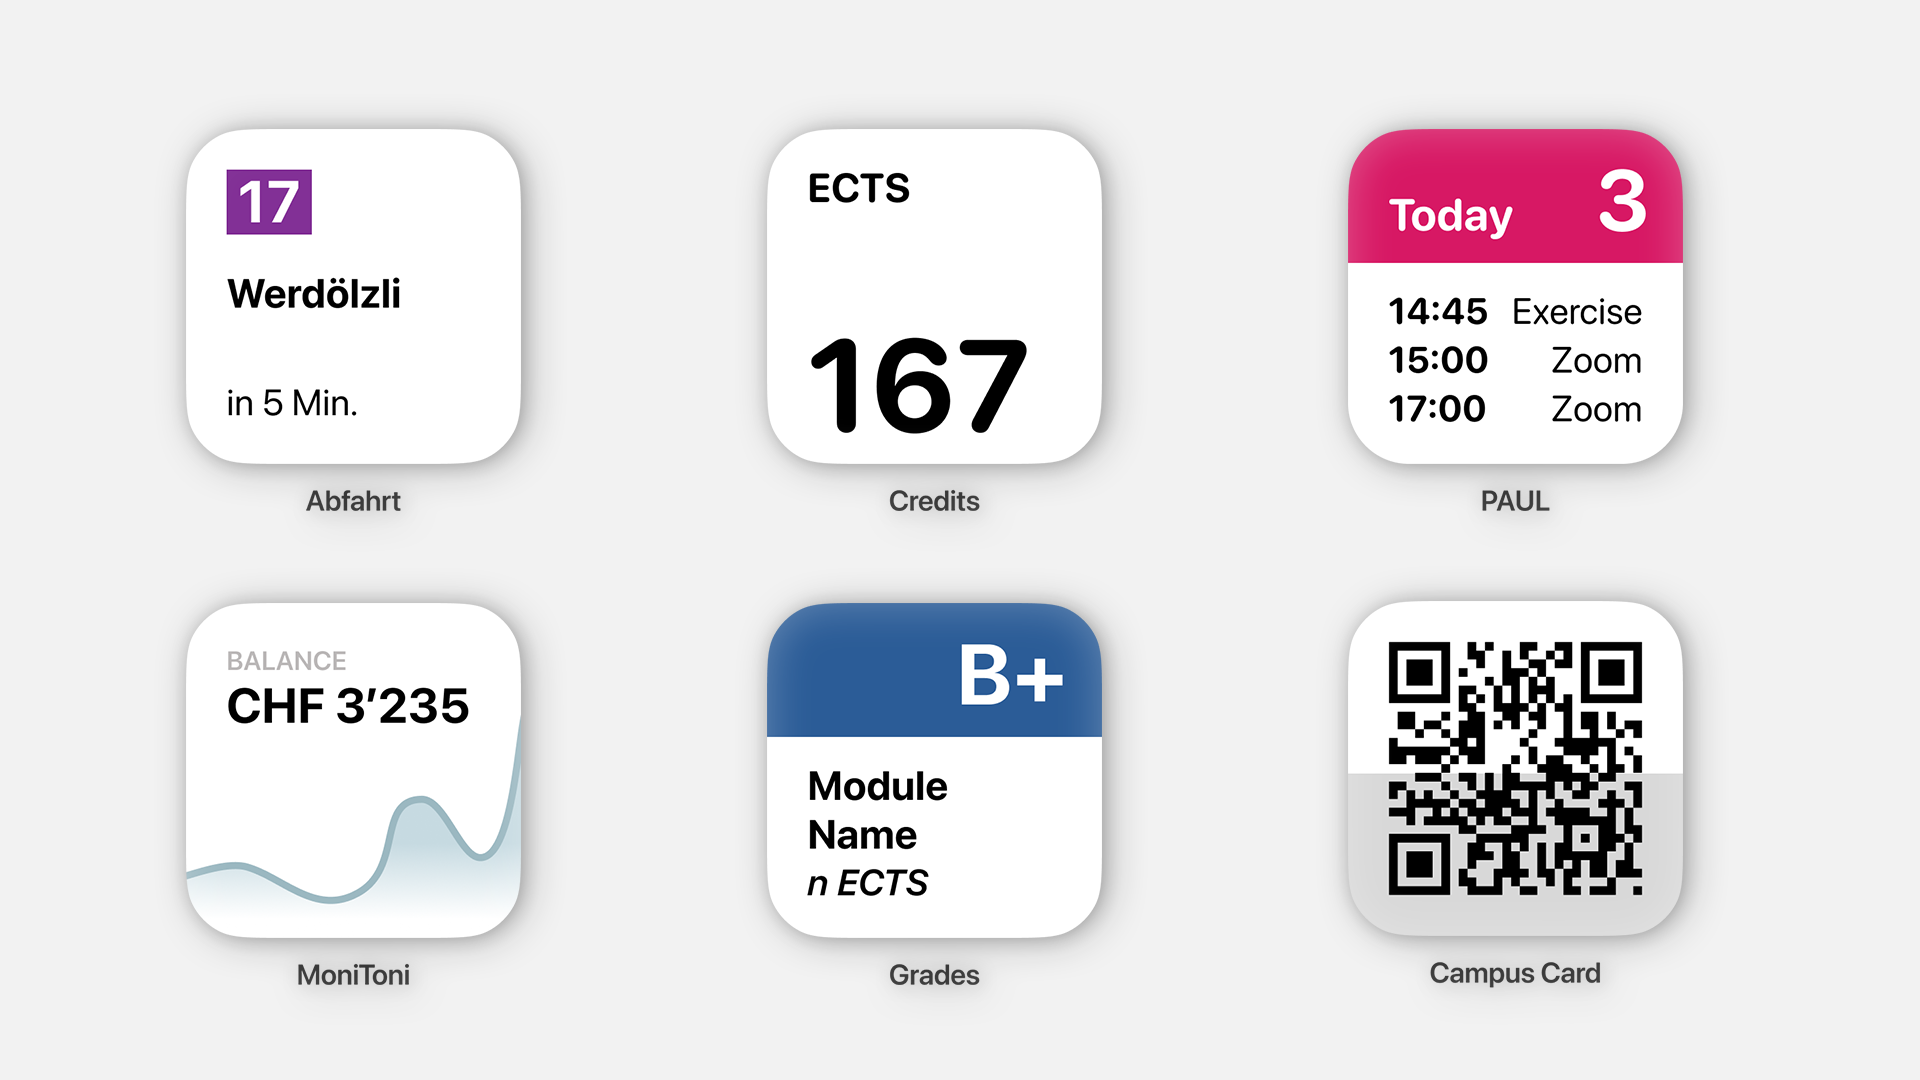 17
Werdölzli
in 5 Min.
Abfahrt
ECTS
167
Credits
Today 3
14:45 Exercise
15:00 Zoom
17:00 Zoom
PAUL
BALANCE
CHF 3’235
MoniToni
B+
Module
Name
n ECTS
Grades
Campus Card